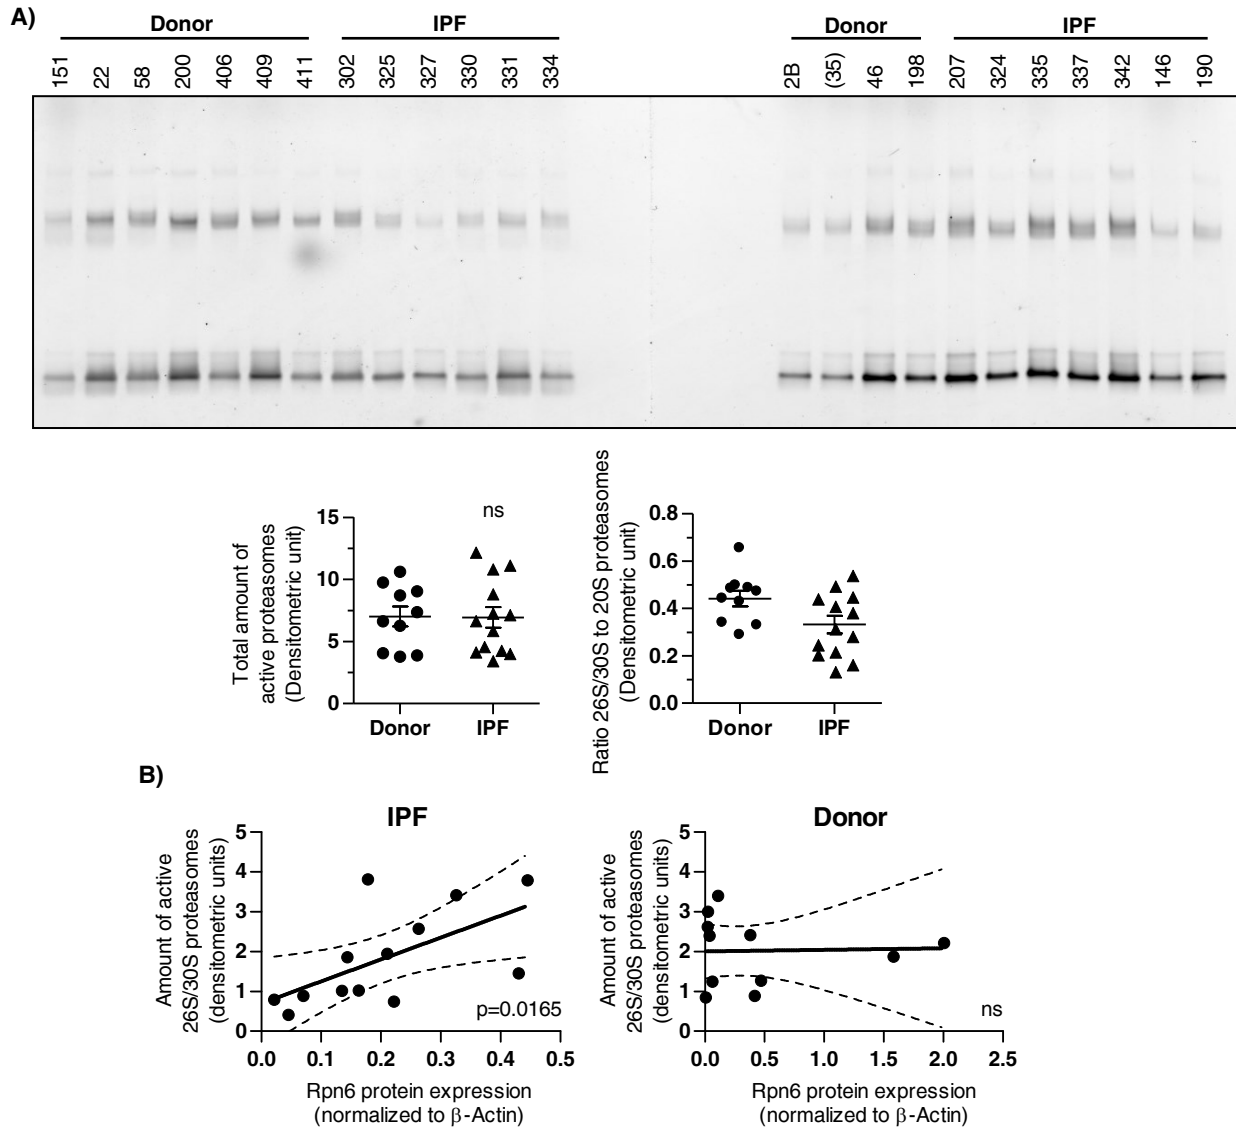 A)
Donor
IPF
Donor
IPF
151 22 58 200 406 409 411 302 325 327 330 331 334 2B (35) 46 198 207 324 335 337 342 146 190
Total amount of
active proteasomes
(Densitometric unit)
15
10
5
0
ns
Donor IPF
Ratio 26S/30S to 20S proteasomes
(Densitometric unit)
0.8
0.6
0.4
0.2
0.0
Donor IPF
B)
IPF
Amount of active
26S/30S proteasomes
(densitometric units)
5
4
3
2
1
0
p=0.0165
0.0 0.1 0.2 0.3 0.4 0.5
Rpn6 protein expression
(normalized to β-Actin)
Donor
Amount of active
26S/30S proteasomes
(densitometric units)
5
4
3
2
1
0
ns
0.0 0.5 1.0 1.5 2.0 2.5
Rpn6 protein expression
(normalized to β-Actin)